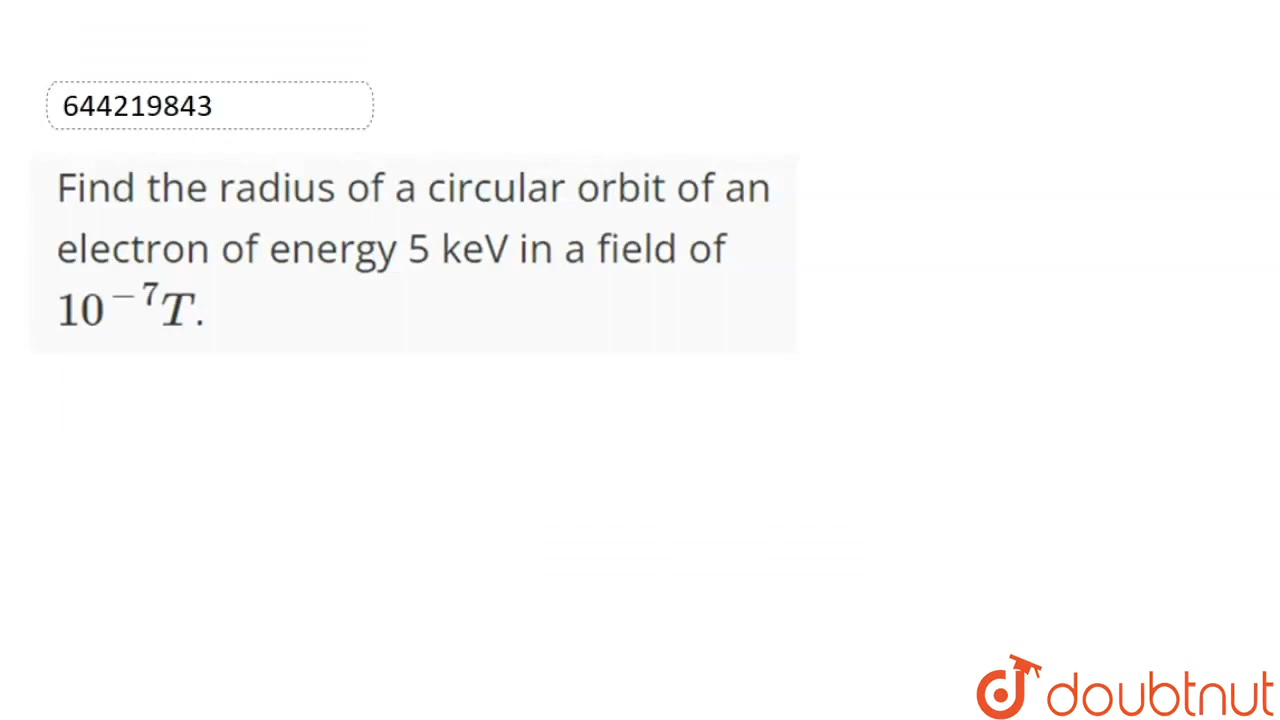 644219843
Find the radius of a circular orbit of an
electron of energy 5 keV in a field of
10⁻⁷T.
doubtnut